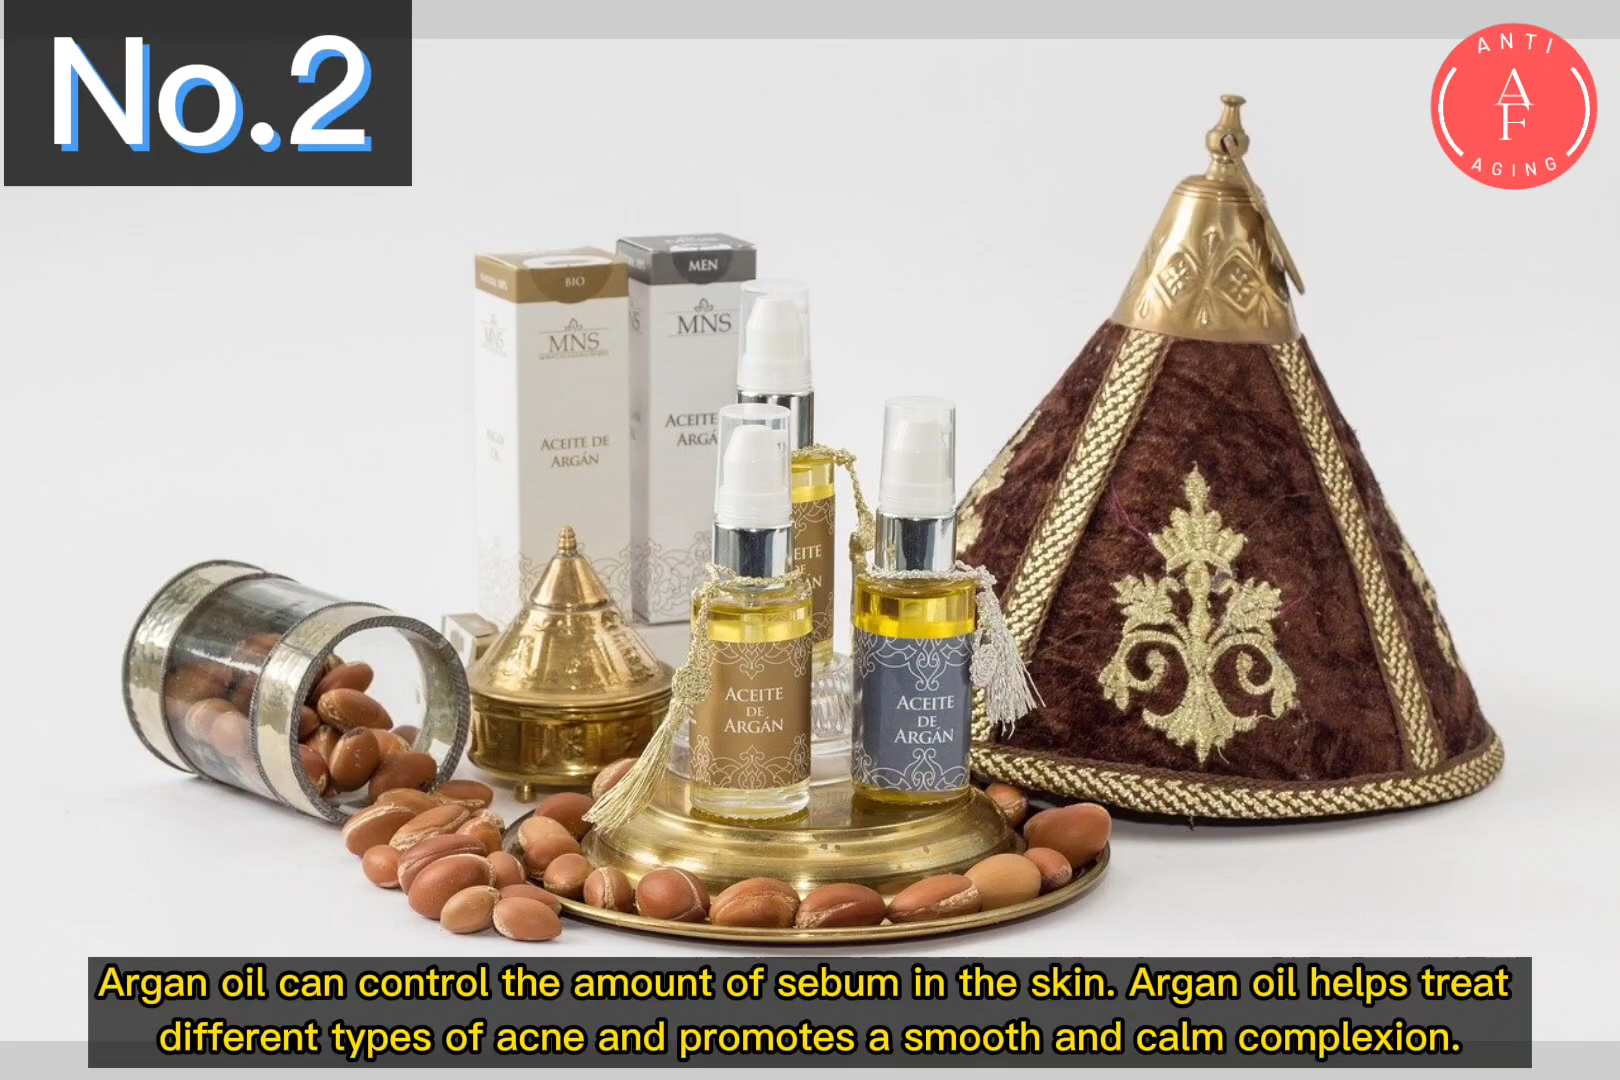 No.2
ANTI
AF
AGING
BIO
MNS
ACEITE DE
ARGÁN
MEN
MNS
ACEITE
ARGÁ
EITE
ACEITE
DE
ARGÁN
ACEITE
DE
ARGÁN
Argan oil can control the amount of sebum in the skin. Argan oil helps treat
different types of acne and promotes a smooth and calm complexion.